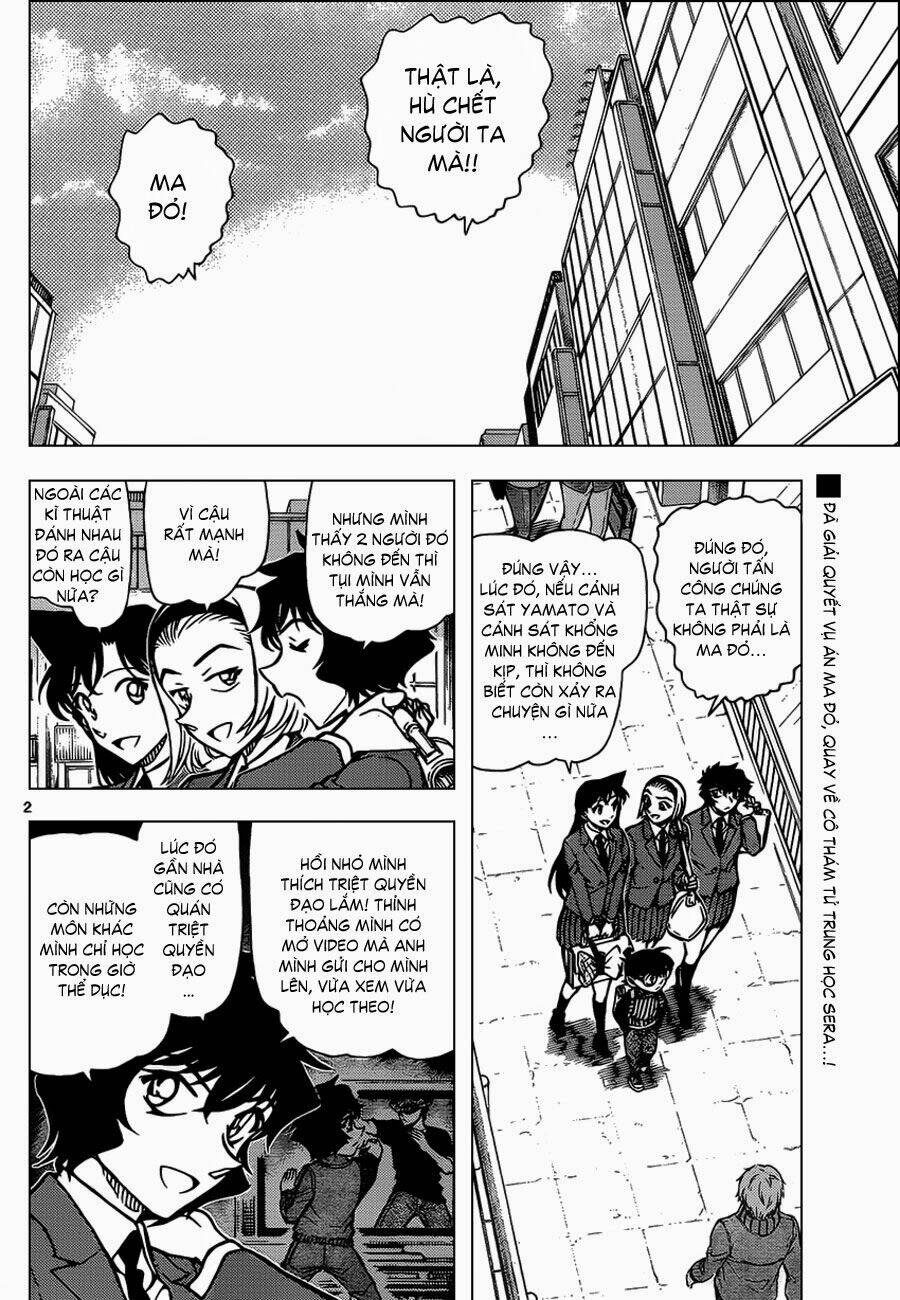 THẬT LÀ,
HÙ CHẾT
NGƯỜI TA
MÀ!!
MA
ĐỎ!
ĐÚNG ĐÓ,
NGƯỜI TẤN
CÔNG CHÚNG
TA THẬT SỰ
KHÔNG PHẢI LÀ
MA ĐỎ...
ĐÚNG VẬY...
LÚC ĐÓ, NẾU CẢNH
SÁT YAMATO VÀ
CẢNH SÁT KHỔNG
MINH KHÔNG ĐẾN
KỊP, THÌ KHÔNG
BIẾT CÒN XẢY RA
CHUYỆN GÌ NỮA
...
ĐÃ GIẢI QUYẾT VỤ ÁN MA ĐỎ, QUAY VỀ CÔ THÁM TỬ TRUNG HỌC SERA...!
NHƯNG MÌNH
THẤY 2 NGƯỜI ĐÓ
KHÔNG ĐẾN THÌ
TỤI MÌNH VẪN
THẮNG MÀ!
VÌ CẬU
RẤT MẠNH
MÀ!
NGOÀI CÁC
KĨ THUẬT
ĐÁNH NHAU
ĐÓ RA CẬU
CÒN HỌC GÌ
NỮA?
2
HỒI NHỎ MÌNH
THÍCH TRIỆT QUYỀN
ĐẠO LẮM! THỈNH
THOẢNG MÌNH CÓ
MỞ VIDEO MÀ ANH
MÌNH GỬI CHO MÌNH
LÊN, VỪA XEM VỪA
HỌC THEO!
LÚC ĐÓ
GẦN NHÀ
CŨNG CÓ
QUÁN
TRIỆT
QUYỀN
ĐẠO
...
CÒN NHỮNG
MÔN KHÁC
MÌNH CHỈ HỌC
TRONG GIỜ
THỂ DỤC!